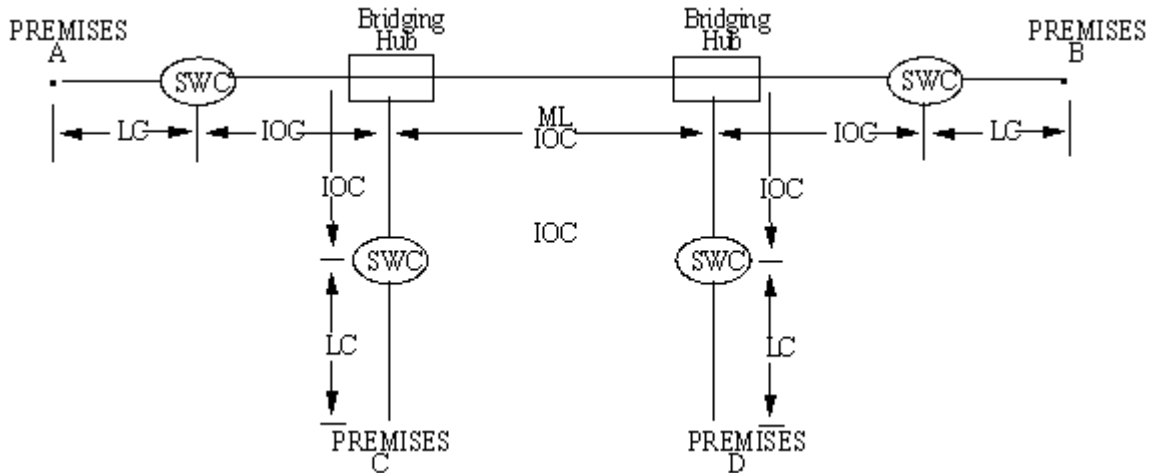 Bridging
Hub
Bridging
Hub
PREMISES
A
PREMISES
B
SWC
SWC
LC
IOC
ML
IOC
IOC
LC
IOC
IOC
IOC
SWC
SWC
LC
LC
PREMISES
C
PREMISES
D